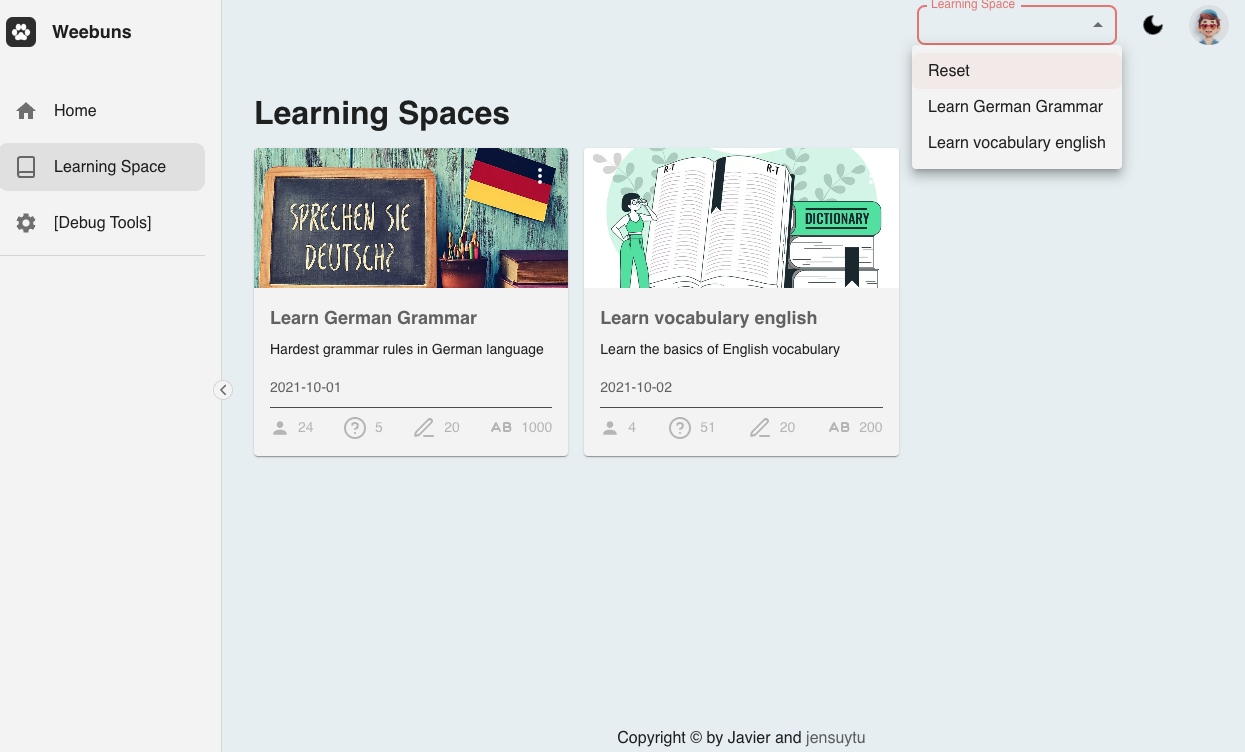 Weebuns
Learning Space
Home
Learning Space
[Debug Tools]
Reset
Learn German Grammar
Learn vocabulary english
Learning Spaces
SPRECHEN SIE
DEUTSCH?
R-T
R-T
DICTIONARY
Learn German Grammar
Hardest grammar rules in German language
2021-10-01
24 5 20 AB 1000
Learn vocabulary english
Learn the basics of English vocabulary
2021-10-02
4 51 20 AB 200
Copyright © by Javier and jensuytu